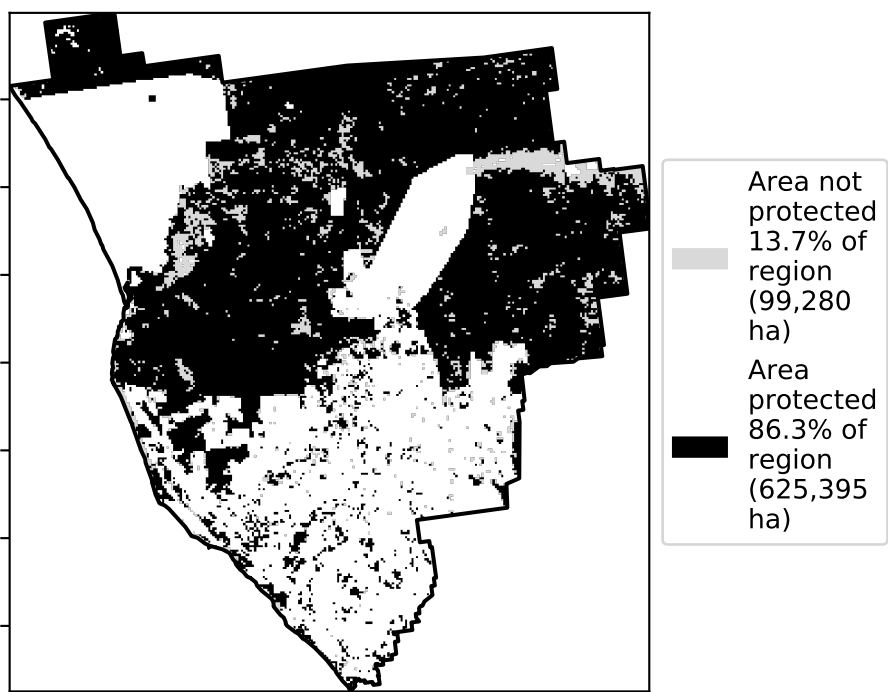 Area not
protected
13.7% of
region
(99,280
ha)
Area
protected
86.3% of
region
(625,395
ha)